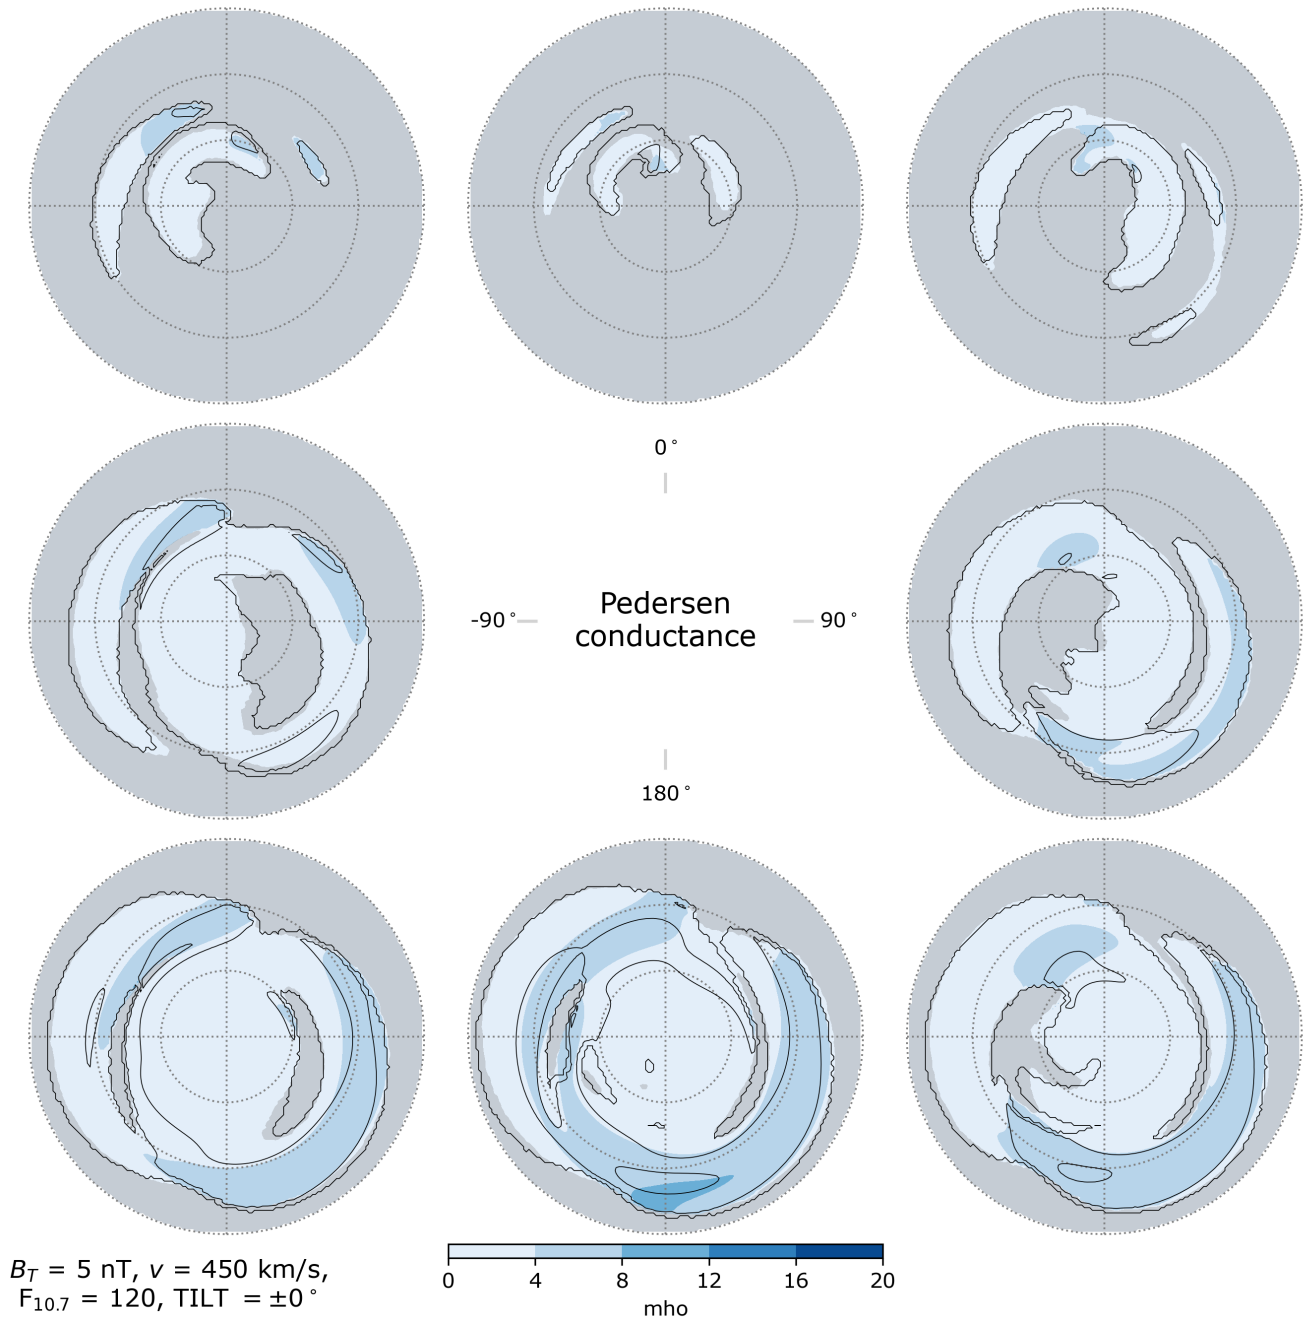 0°
-90°
Pedersen
conductance
90°
180°
B_T = 5 nT, v = 450 km/s,
F_10.7 = 120, TILT = ±0°
0 4 8 12 16 20
mho